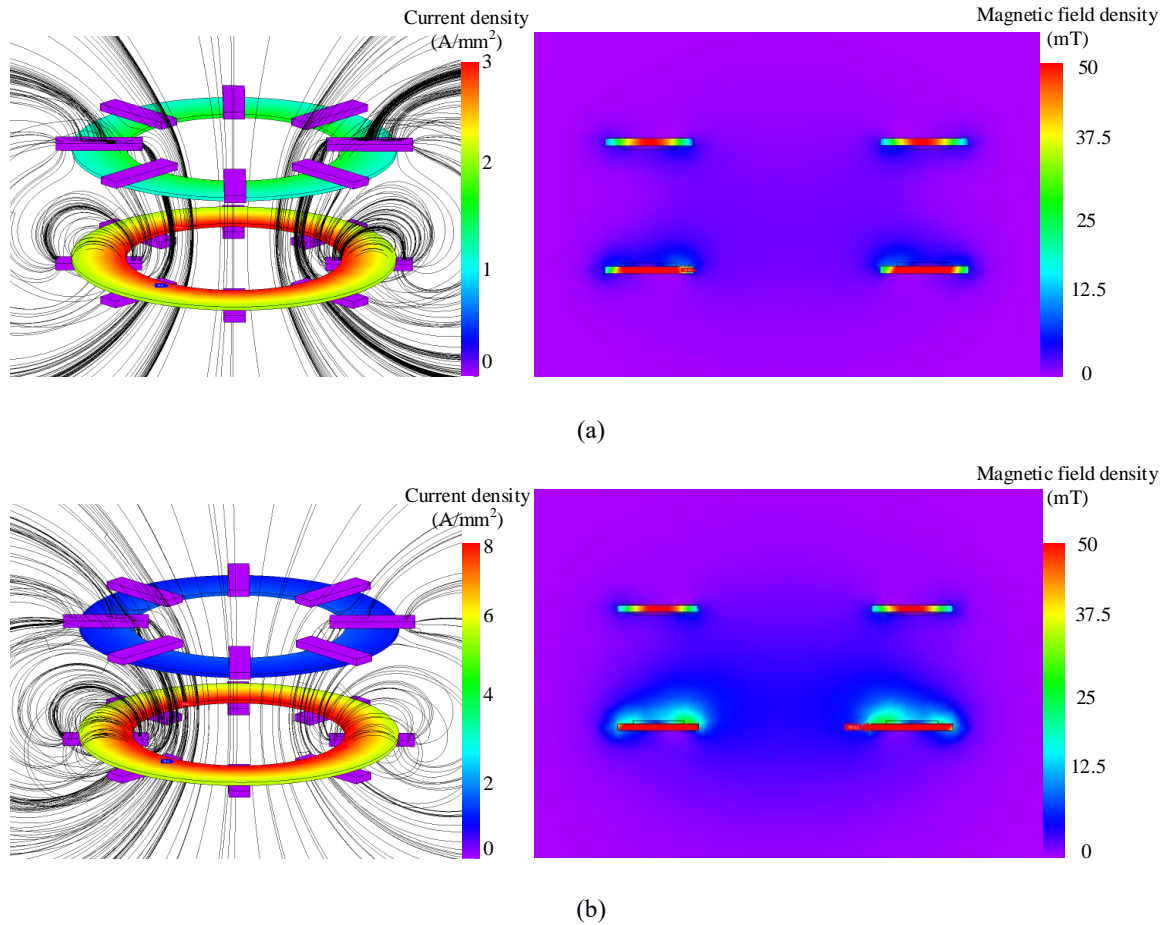 Current density
(A/mm²)
3
2
1
0
Magnetic field density
(mT)
50
37.5
25
12.5
0
(a)
Current density
(A/mm²)
8
6
4
2
0
Magnetic field density
(mT)
50
37.5
25
12.5
0
(b)